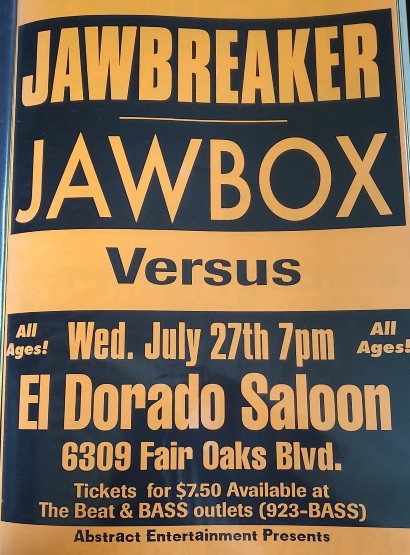 JAWBREAKER
JAWBOX
Versus
All Ages!
Wed. July 27th 7pm
All Ages!
El Dorado Saloon
6309 Fair Oaks Blvd.
Tickets for $7.50 Available at
The Beat & BASS outlets (923-BASS)
Abstract Entertainment Presents